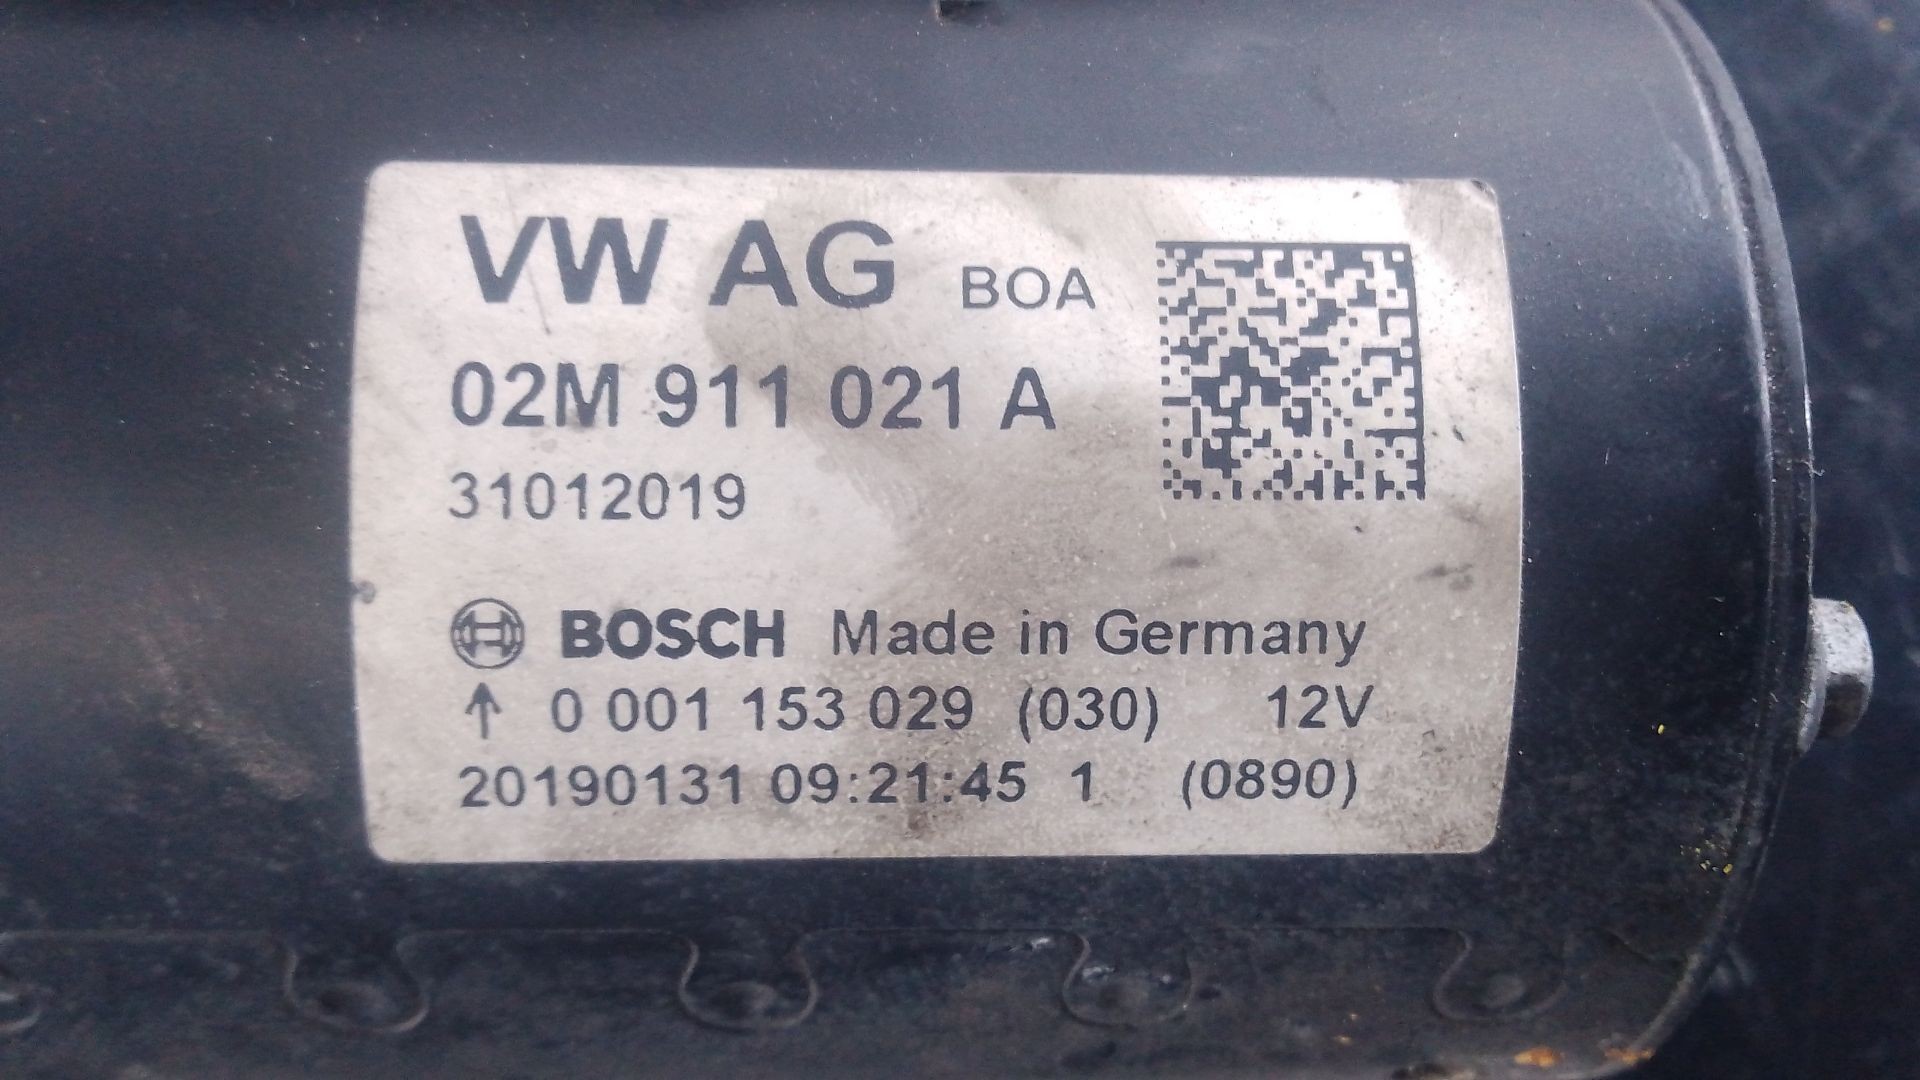 VW AG BOA
02M 911 021 A
31012019
BOSCH Made in Germany
↑ 0 001 153 029 (030) 12V
20190131 09:21:45 1 (0890)